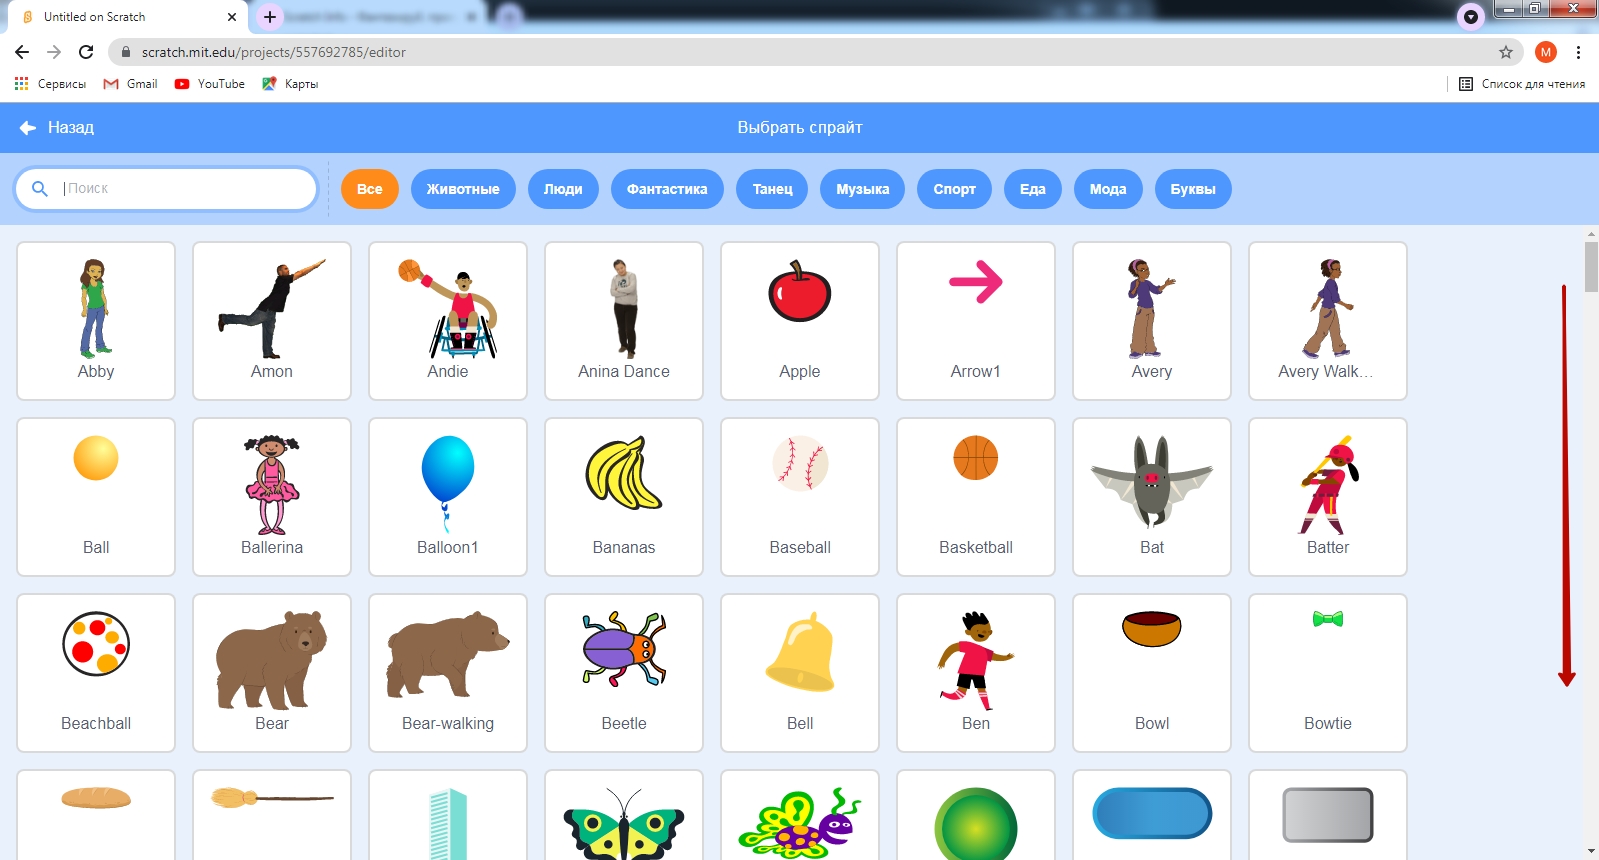 Untitled on Scratch
scratch.mit.edu/projects/557692785/editor
M
Сервисы Gmail YouTube Карты Список для чтения
Назад Выбрать спрайт
Поиск Все Животные Люди Фантастика Танец Музыка Спорт Еда Мода Буквы
Abby Amon Andie Anina Dance Apple Arrow1 Avery Avery Walk...
Ball Ballerina Balloon1 Bananas Baseball Basketball Bat Batter
Beachball Bear Bear-walking Beetle Bell Ben Bowl Bowtie